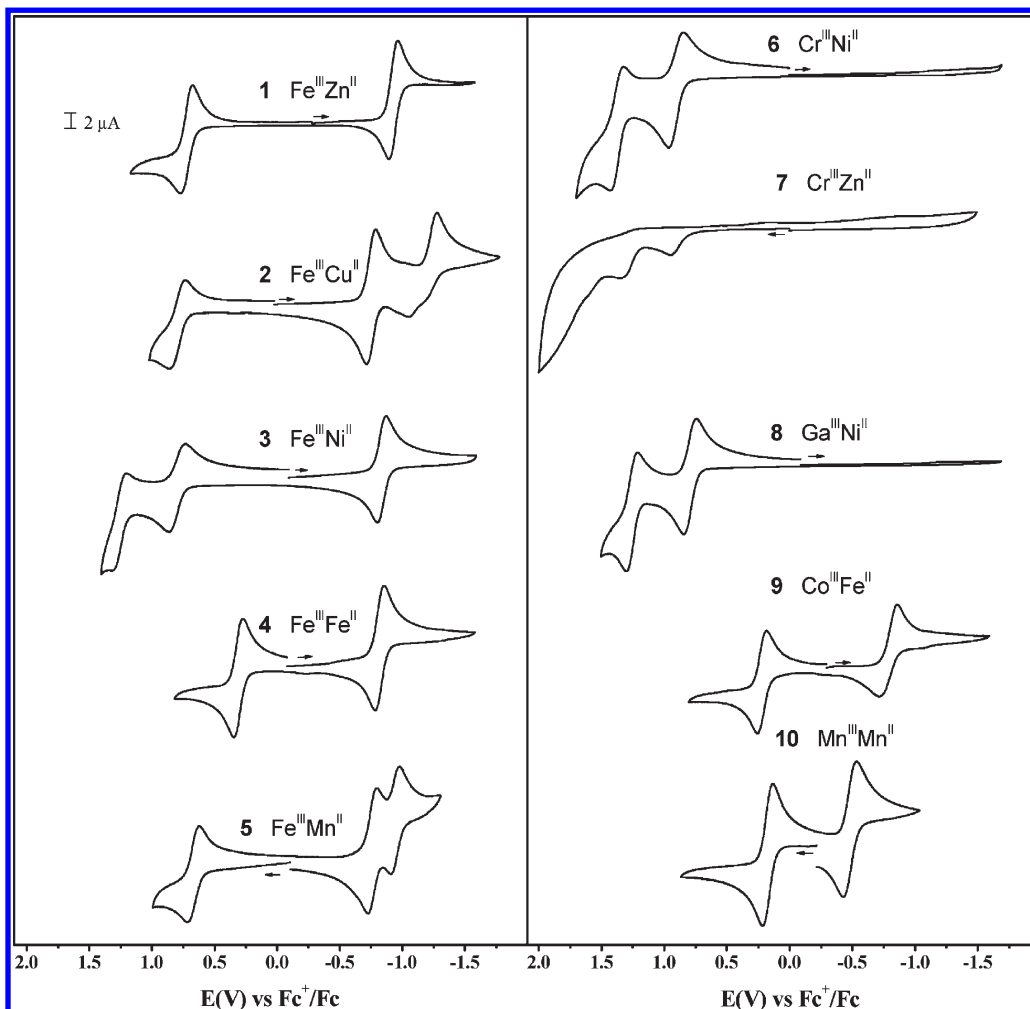 1 Fe^III Zn^II
2 μA
2 Fe^III Cu^II
3 Fe^III Ni^II
4 Fe^III Fe^II
5 Fe^III Mn^II
2.0 1.0 0.5 0.0 -0.5 -1.0 -1.5
E(V) vs Fc^+/Fc
6 Cr^III Ni^II
7 Cr^III Zn^II
8 Ga^III Ni^II
9 Co^III Fe^II
10 Mn^III Mn^II
2.0 1.5 1.0 0.5 0.0 -0.5 -1.0 -1.5
E(V) vs Fc^+/Fc